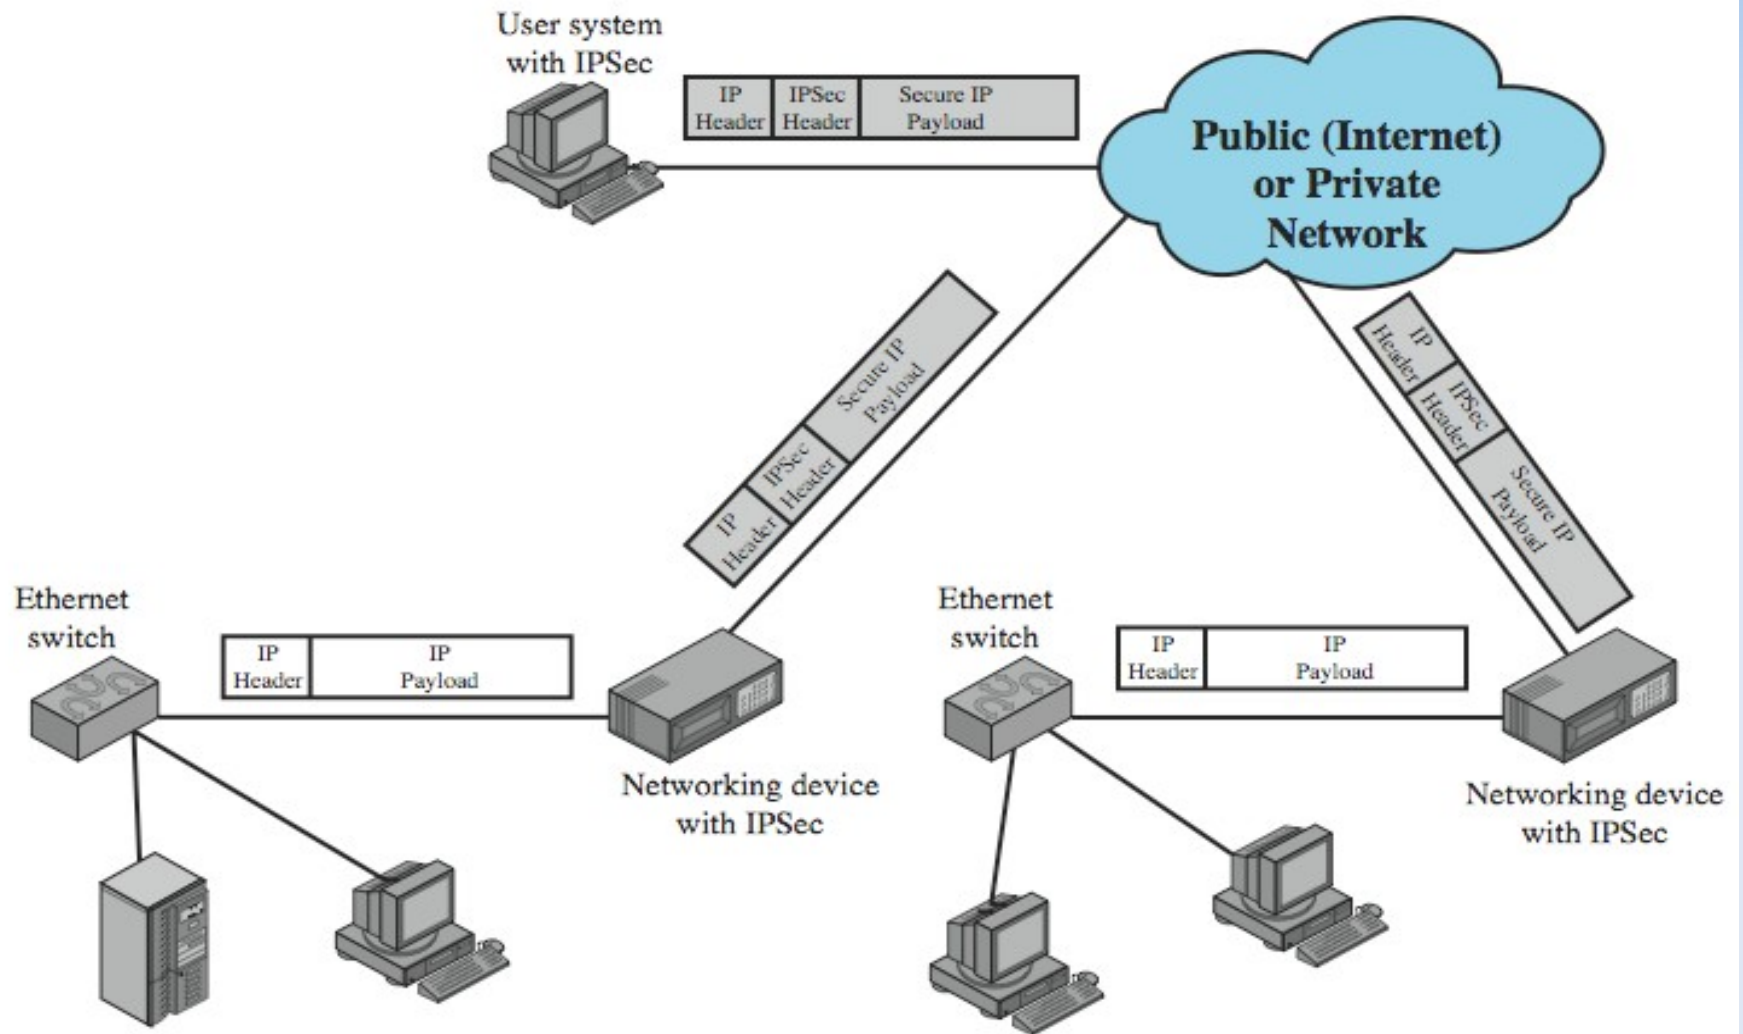 User system
with IPSec
IP
Header
IPSec
Header
Secure IP
Payload
Public (Internet)
or Private
Network
Secure IP
Payload
IPSec
Header
IP
Header
IP
Header
IPSec
Header
Secure IP
Payload
Ethernet
switch
IP
Header
IP
Payload
Networking device
with IPSec
Ethernet
switch
IP
Header
IP
Payload
Networking device
with IPSec